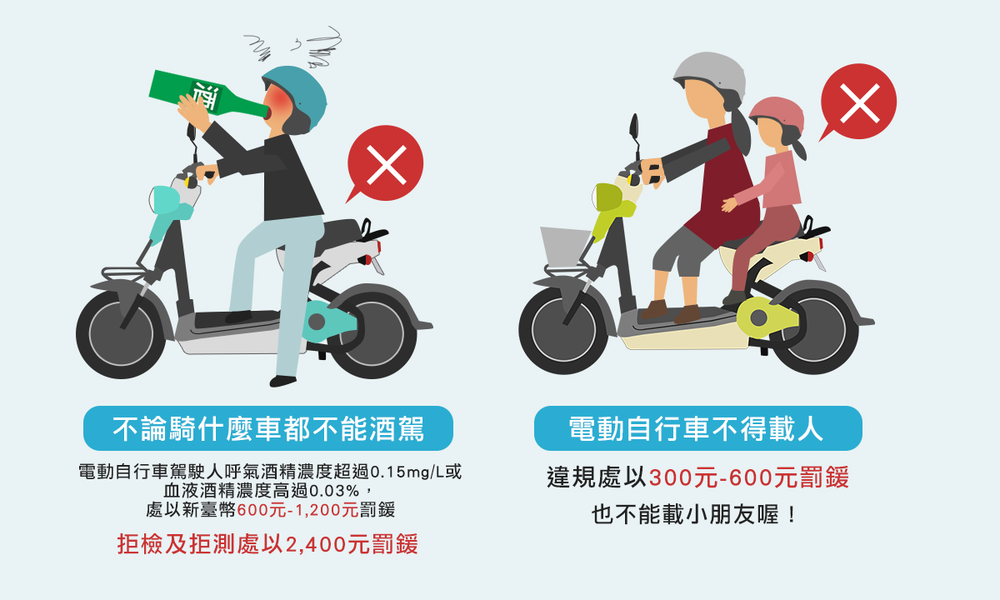 酒
不論騎什麼車都不能酒駕
電動自行車駕駛人呼氣酒精濃度超過0.15mg/L或
血液酒精濃度高過0.03%，
處以新臺幣600元-1,200元罰鍰
拒檢及拒測處以2,400元罰鍰
電動自行車不得載人
違規處以300元-600元罰鍰
也不能載小朋友喔！